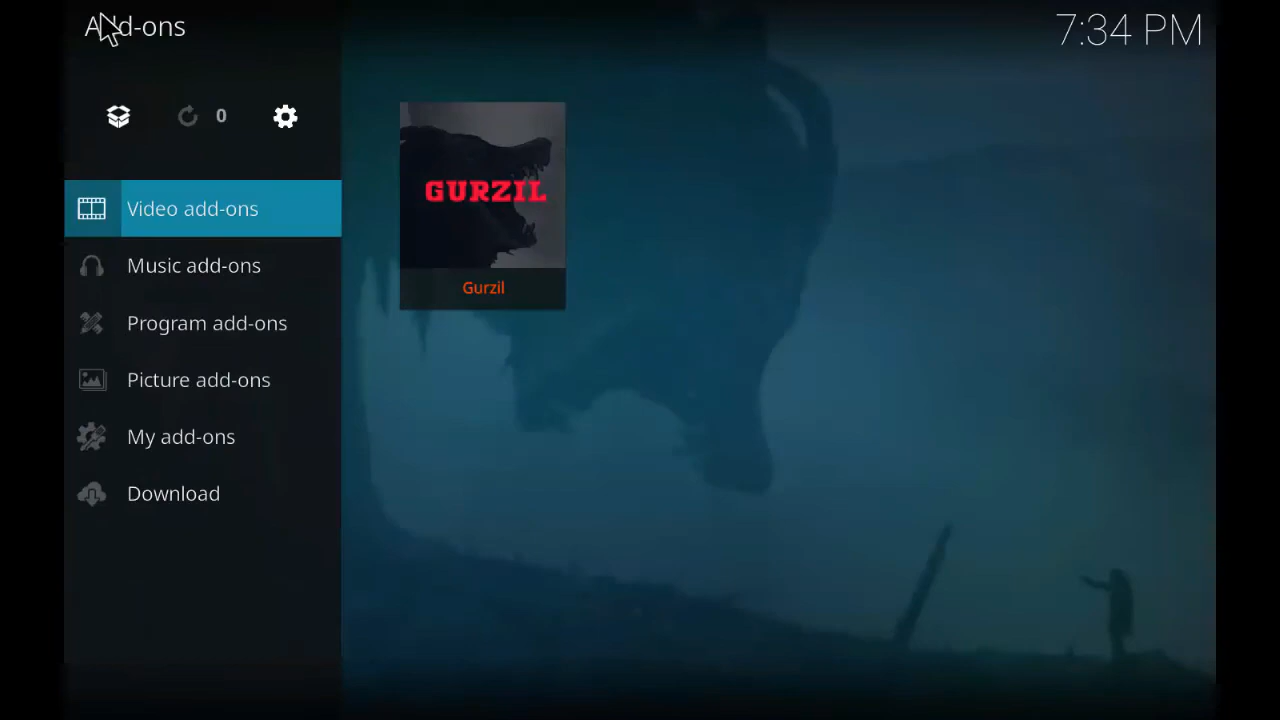 Add-ons
7:34 PM
0
Video add-ons
Music add-ons
Program add-ons
Picture add-ons
My add-ons
Download
GURZIL
Gurzil